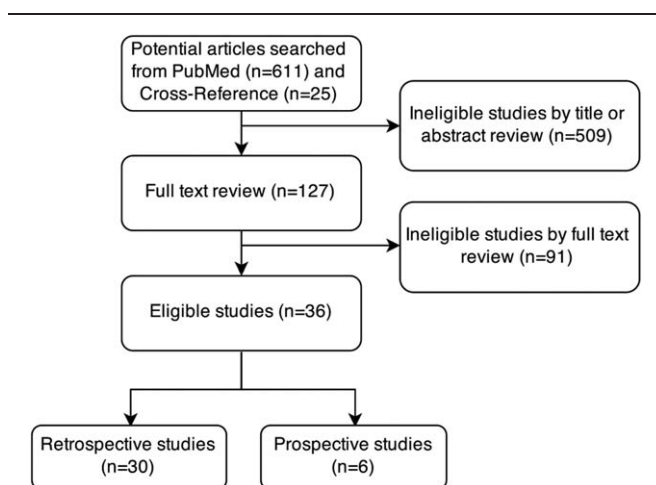 Potential articles searched
from PubMed (n=611) and
Cross-Reference (n=25)
Ineligible studies by title or
abstract review (n=509)
Full text review (n=127)
Ineligible studies by full text
review (n=91)
Eligible studies (n=36)
Retrospective studies
(n=30)
Prospective studies
(n=6)